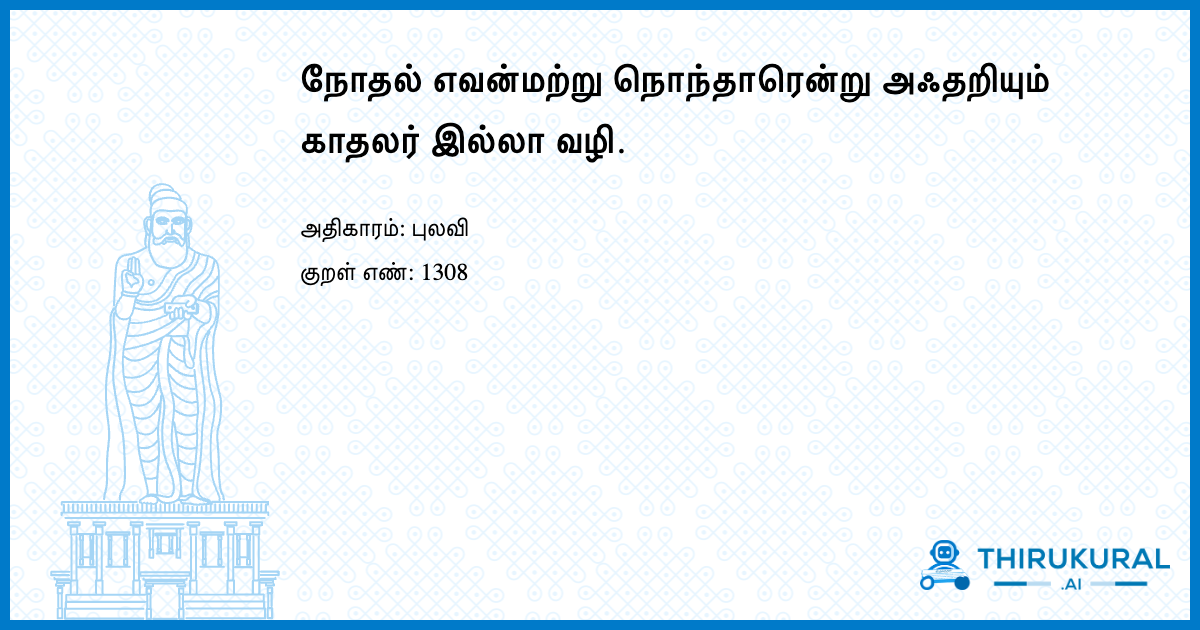 நோதல் எவன்மற்று நொந்தாரென்று அஃதறியும்
காதலர் இல்லா வழி.
அதிகாரம்: புலவி
குறள் எண்: 1308
THIRUKURAL
.AI